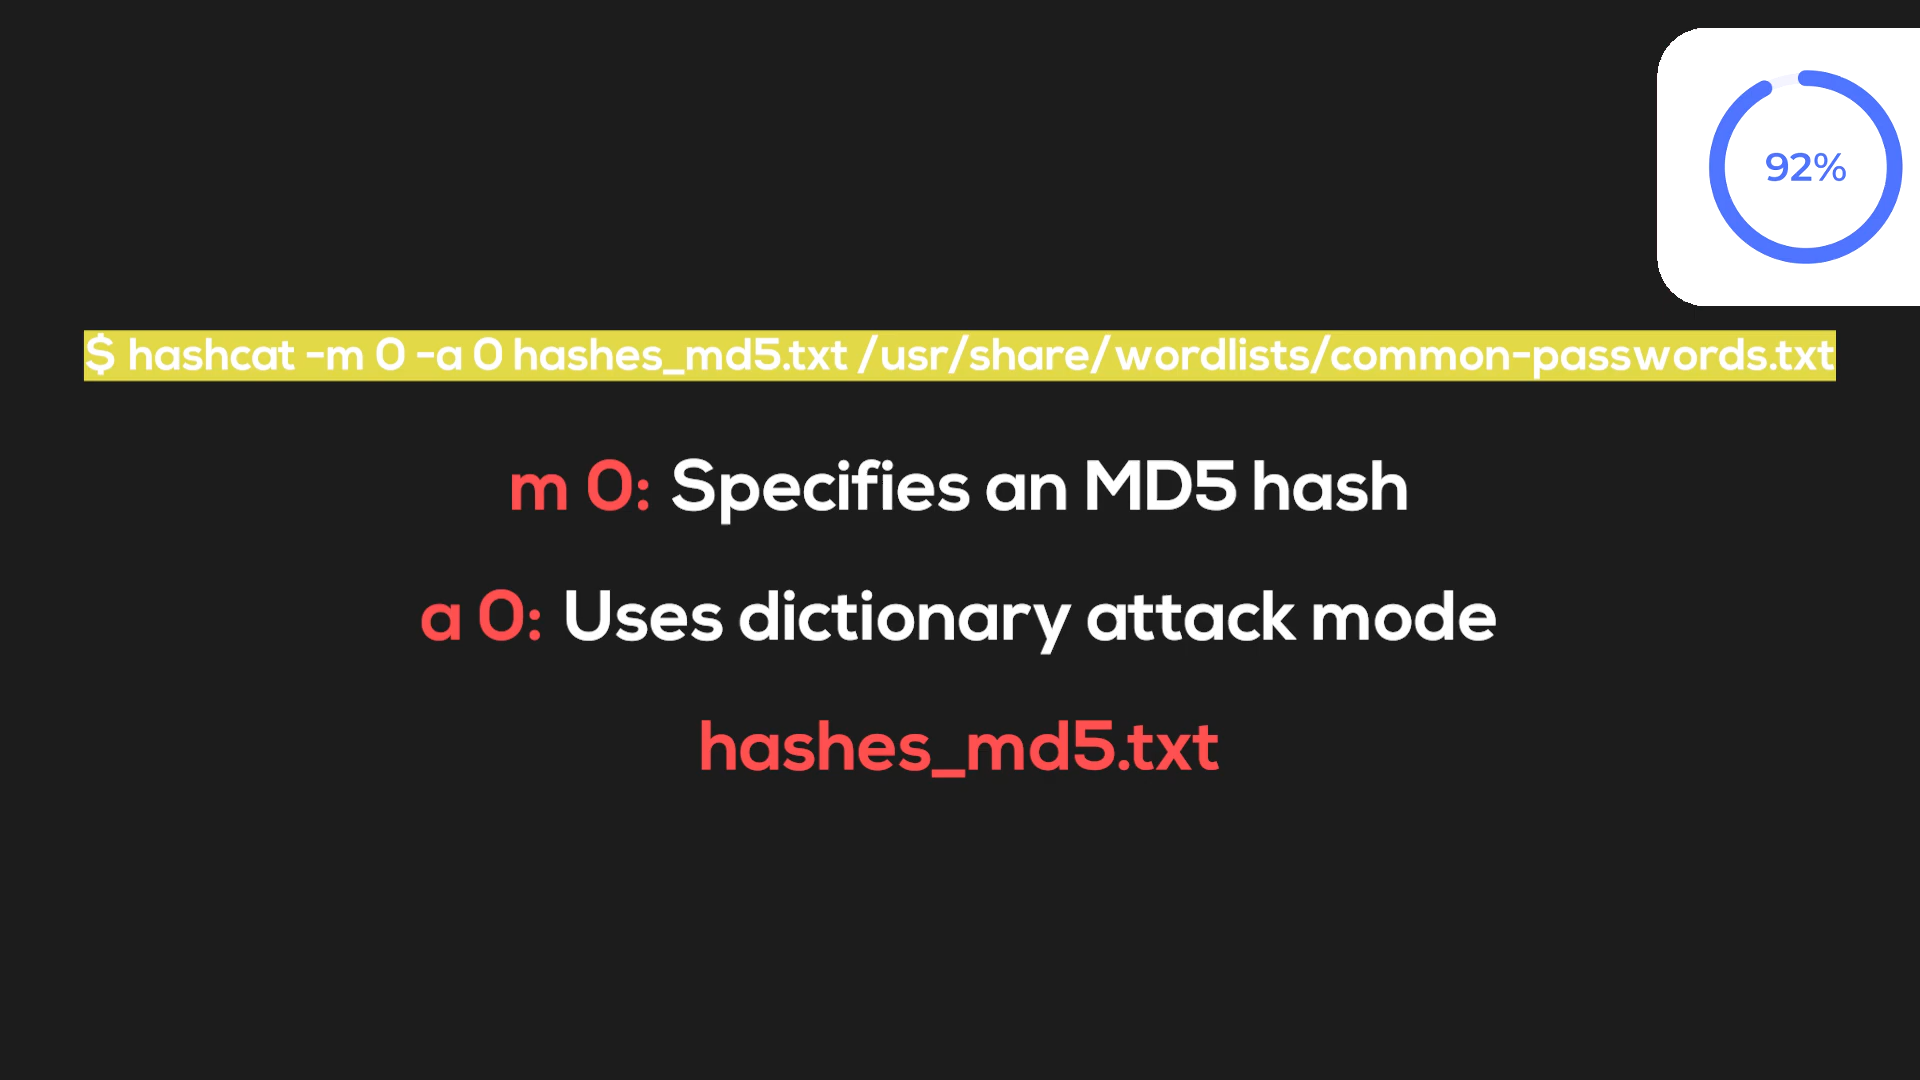 92%
$ hashcat -m 0 -a 0 hashes_md5.txt /usr/share/wordlists/common-passwords.txt
m 0: Specifies an MD5 hash
a 0: Uses dictionary attack mode
hashes_md5.txt